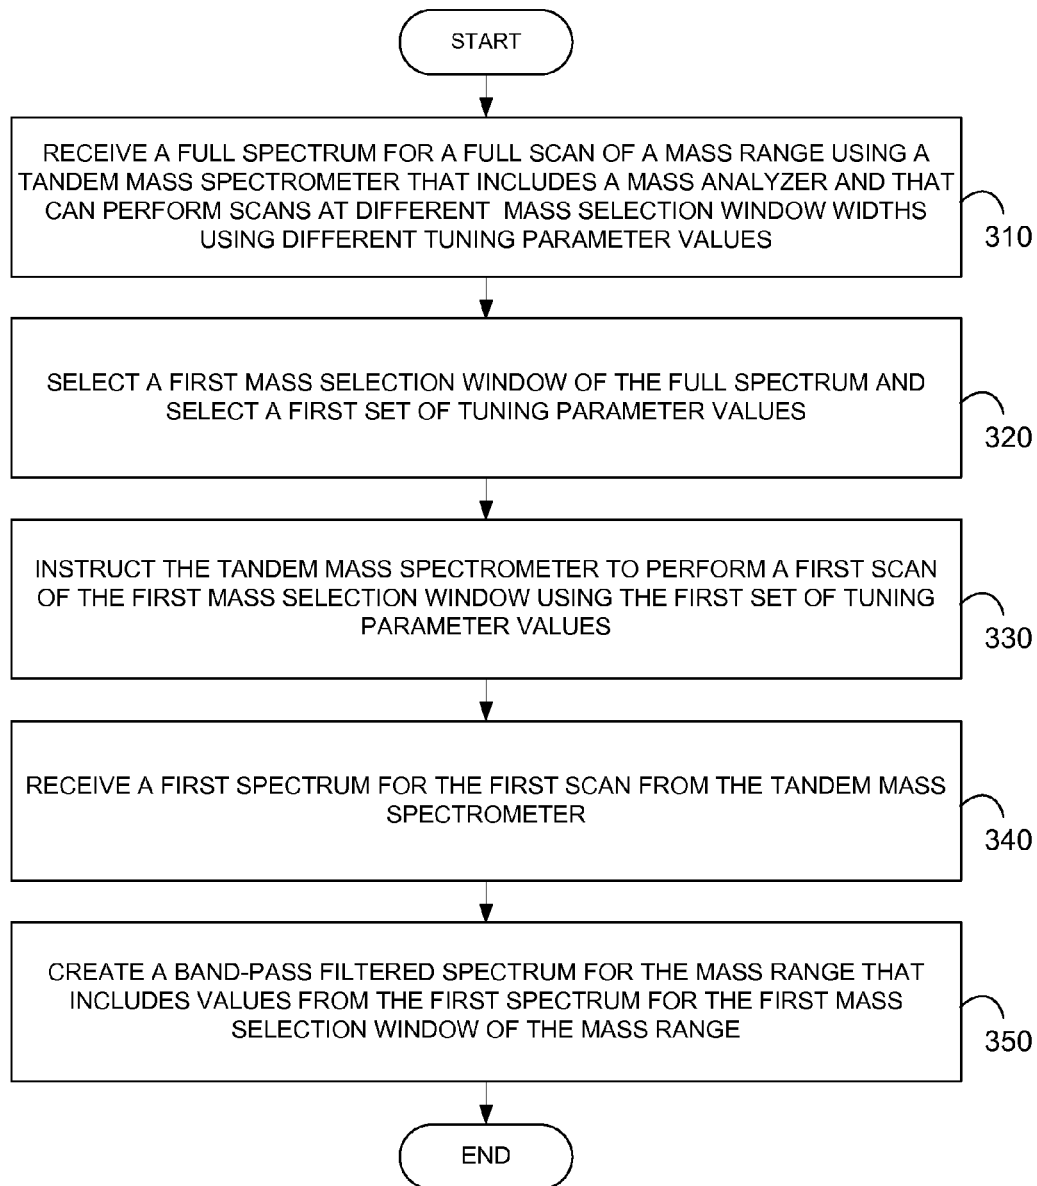 START
RECEIVE A FULL SPECTRUM FOR A FULL SCAN OF A MASS RANGE USING A
TANDEM MASS SPECTROMETER THAT INCLUDES A MASS ANALYZER AND THAT
CAN PERFORM SCANS AT DIFFERENT MASS SELECTION WINDOW WIDTHS
USING DIFFERENT TUNING PARAMETER VALUES
310
SELECT A FIRST MASS SELECTION WINDOW OF THE FULL SPECTRUM AND
SELECT A FIRST SET OF TUNING PARAMETER VALUES
320
INSTRUCT THE TANDEM MASS SPECTROMETER TO PERFORM A FIRST SCAN
OF THE FIRST MASS SELECTION WINDOW USING THE FIRST SET OF TUNING
PARAMETER VALUES
330
RECEIVE A FIRST SPECTRUM FOR THE FIRST SCAN FROM THE TANDEM MASS
SPECTROMETER
340
CREATE A BAND-PASS FILTERED SPECTRUM FOR THE MASS RANGE THAT
INCLUDES VALUES FROM THE FIRST SPECTRUM FOR THE FIRST MASS
SELECTION WINDOW OF THE MASS RANGE
350
END